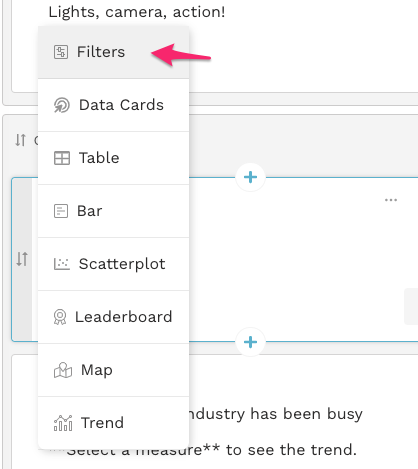 Lights, camera, action!
Filters
Data Cards
Table
Bar
Scatterplot
Leaderboard
Map
Trend
ndustry has been busy
Select a measure** to see the trend.